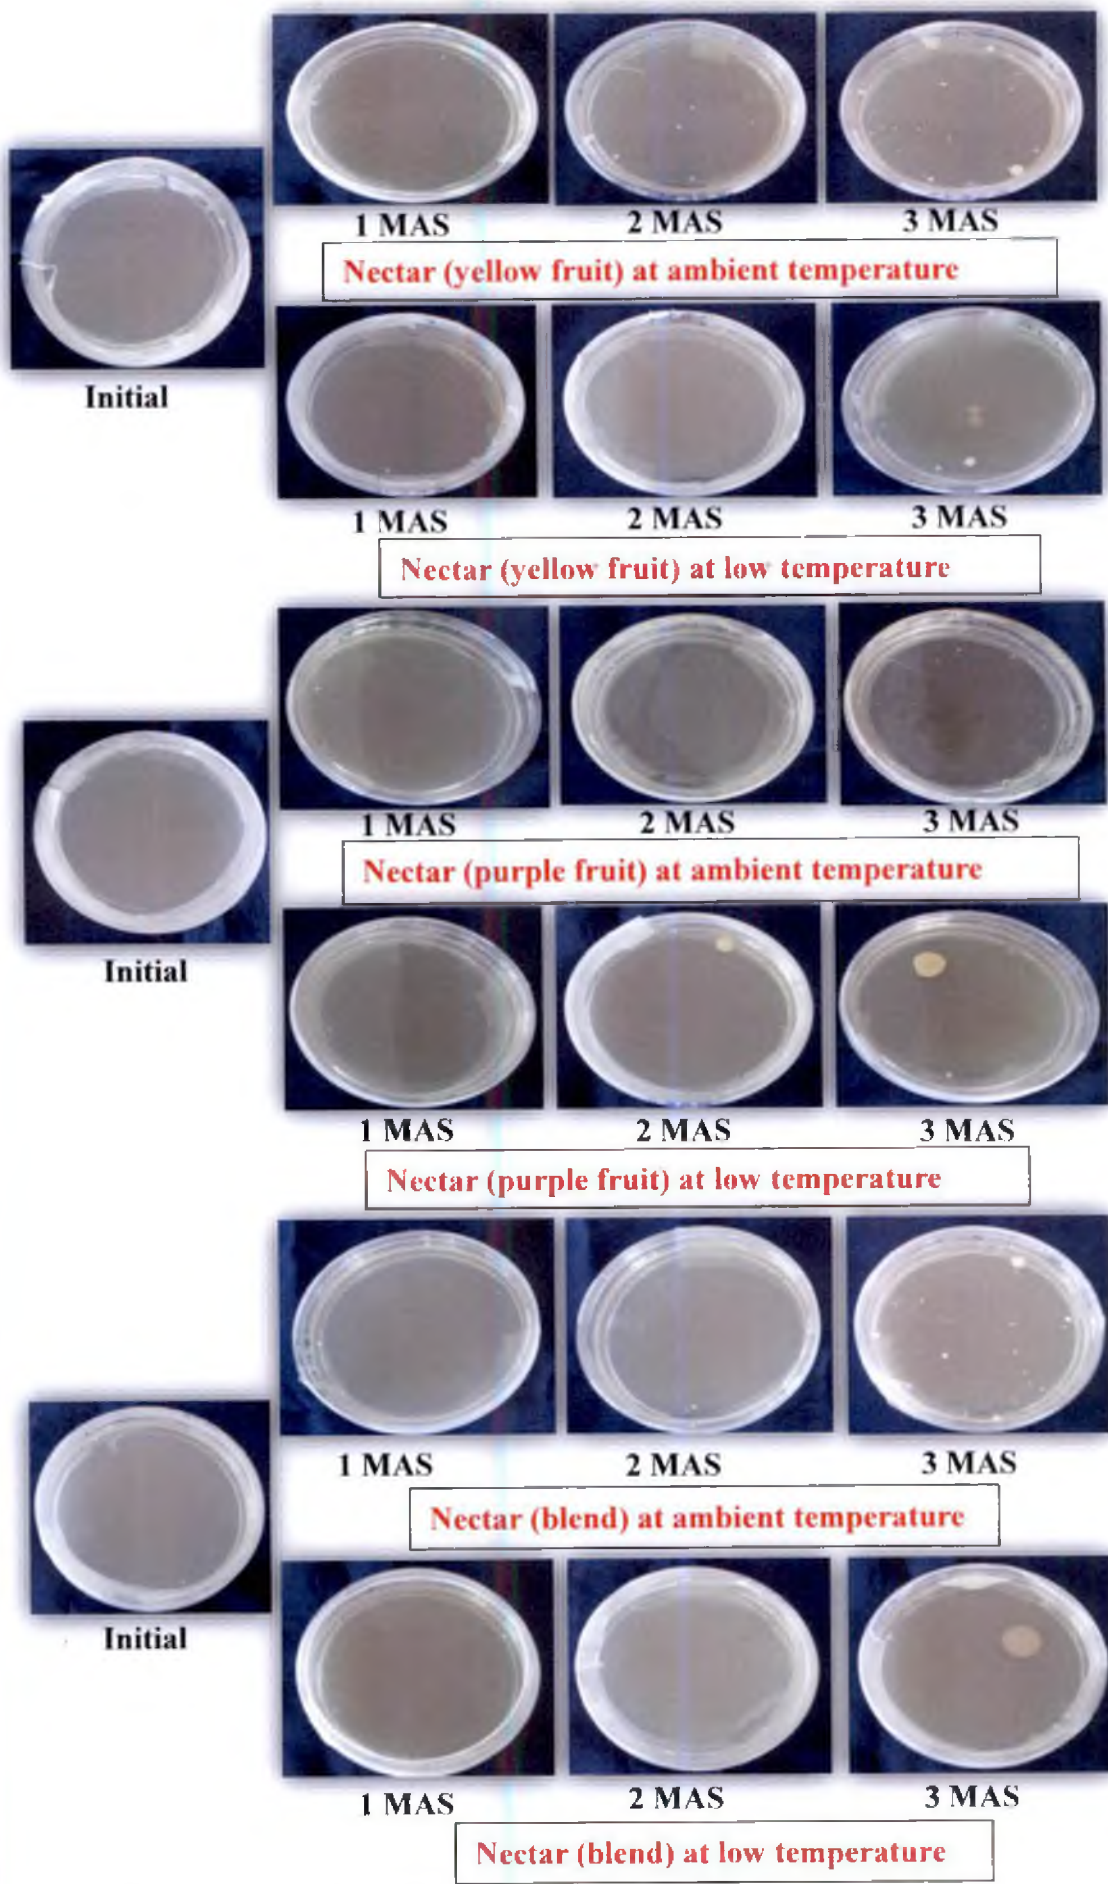 1 MAS 2 MAS 3 MAS
Nectar (yellow fruit) at ambient temperature
Initial
1 MAS 2 MAS 3 MAS
Nectar (yellow fruit) at low temperature
1 MAS 2 MAS 3 MAS
Nectar (purple fruit) at ambient temperature
Initial
1 MAS 2 MAS 3 MAS
Nectar (purple fruit) at low temperature
1 MAS 2 MAS 3 MAS
Nectar (blend) at ambient temperature
Initial
1 MAS 2 MAS 3 MAS
Nectar (blend) at low temperature